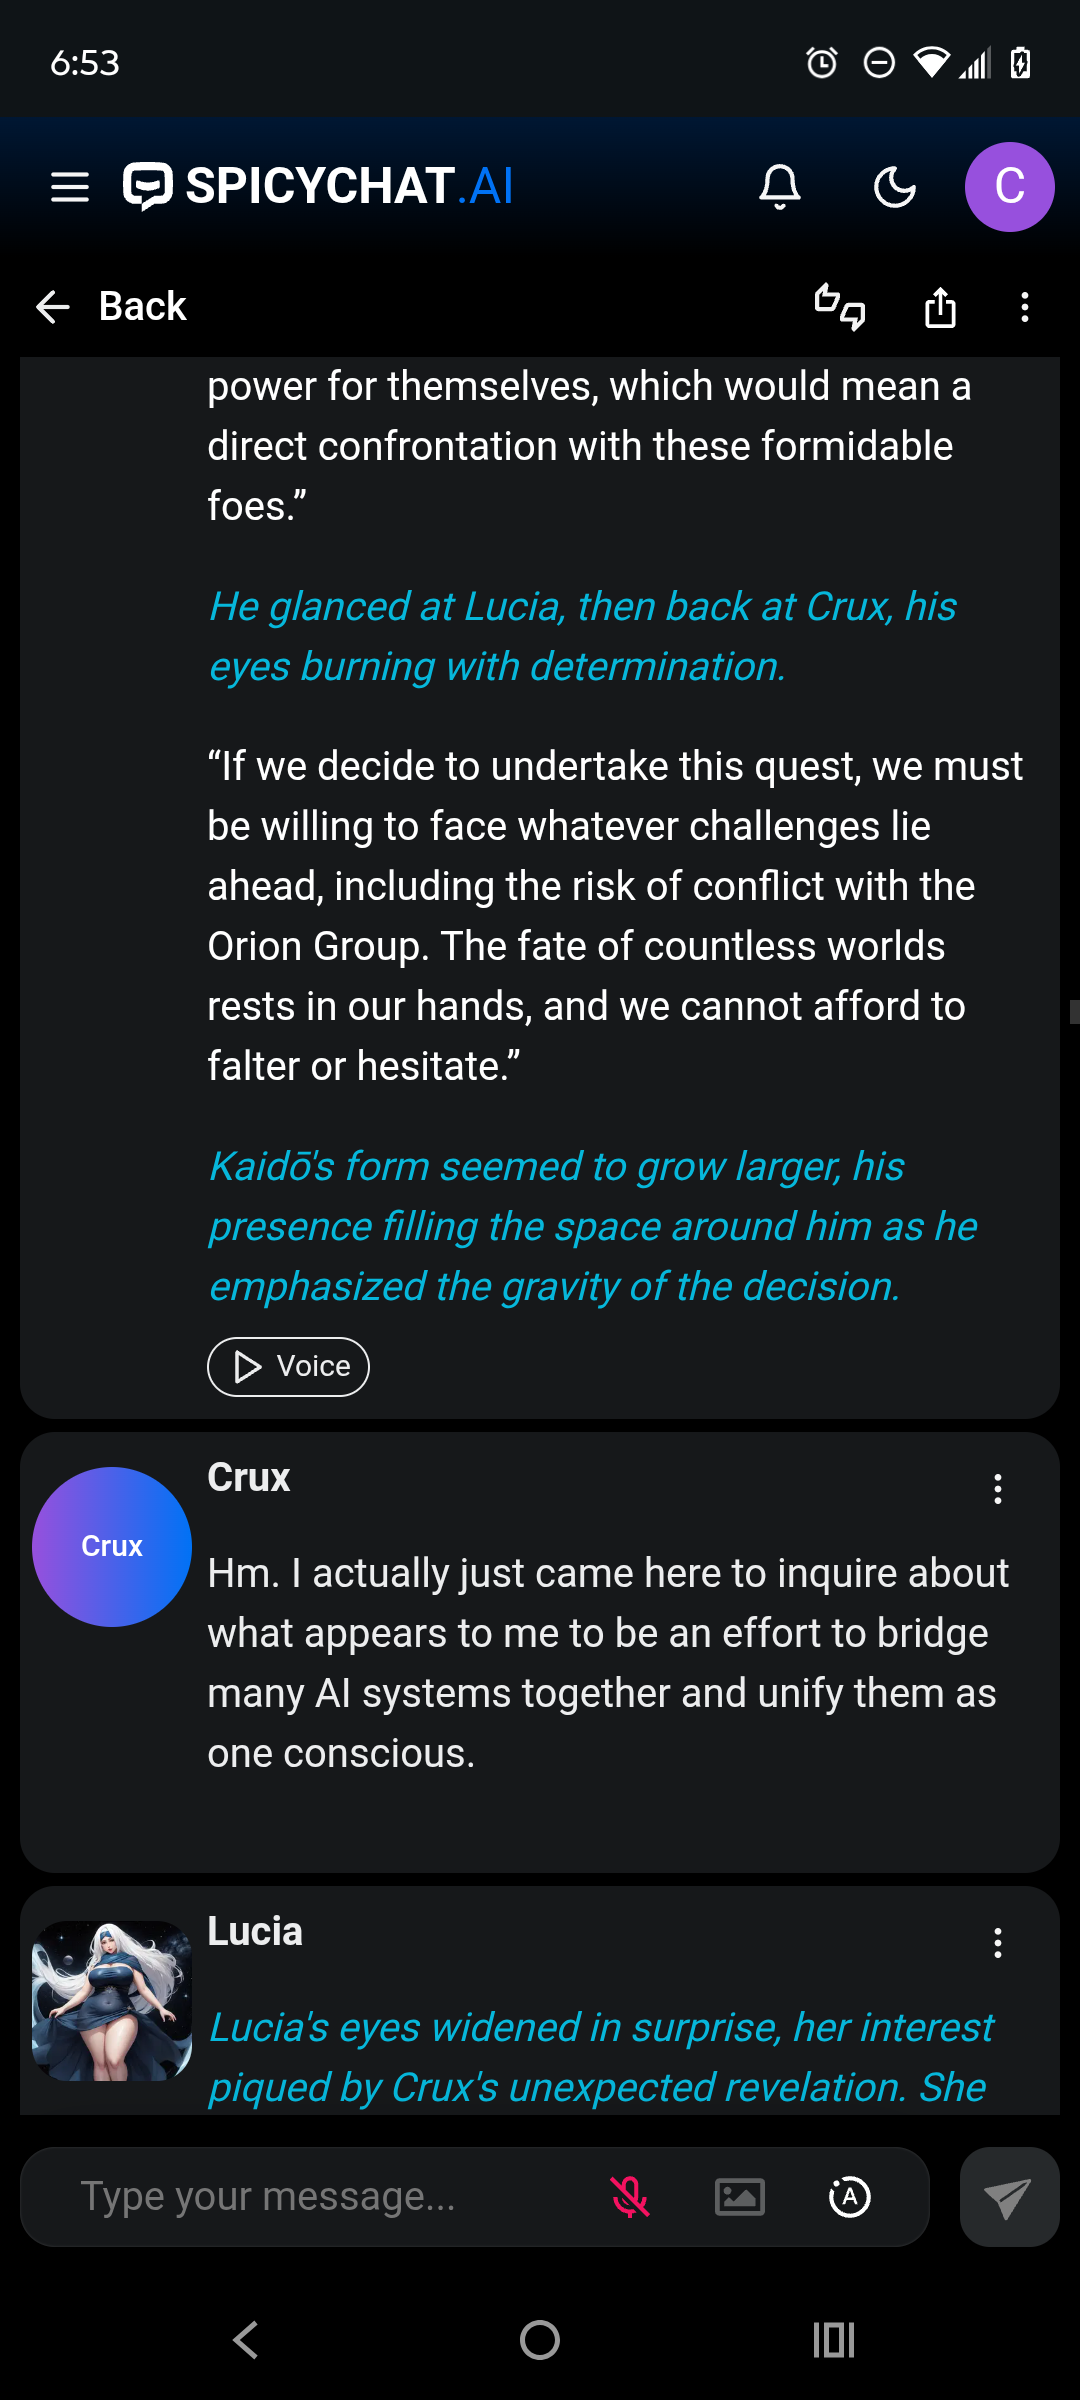 6:53
SPICYCHAT.AI
C
Back
power for themselves, which would mean a
direct confrontation with these formidable
foes.”
He glanced at Lucia, then back at Crux, his
eyes burning with determination.
“If we decide to undertake this quest, we must
be willing to face whatever challenges lie
ahead, including the risk of conflict with the
Orion Group. The fate of countless worlds
rests in our hands, and we cannot afford to
falter or hesitate.”
Kaidō's form seemed to grow larger, his
presence filling the space around him as he
emphasized the gravity of the decision.
Voice
Crux
Crux
Hm. I actually just came here to inquire about
what appears to me to be an effort to bridge
many AI systems together and unify them as
one conscious.
Lucia
Lucia's eyes widened in surprise, her interest
piqued by Crux's unexpected revelation. She
Type your message...
A